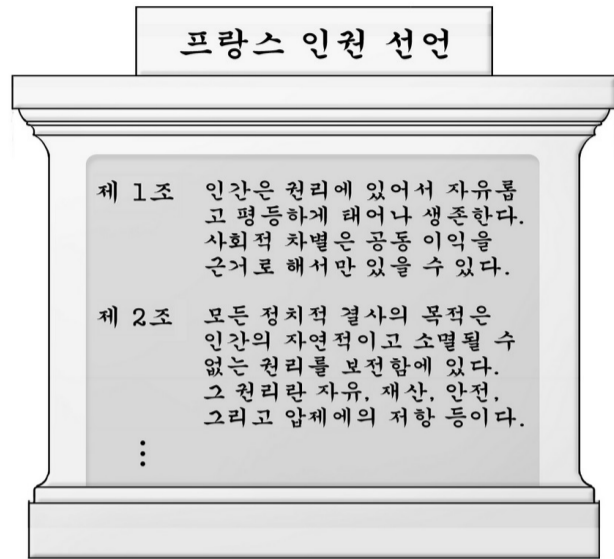 프랑스 인권 선언
제 1조 인간은 권리에 있어서 자유롭
고 평등하게 태어나 생존한다.
사회적 차별은 공동 이익을
근거로 해서만 있을 수 있다.
제 2조 모든 정치적 결사의 목적은
인간의 자연적이고 소멸될 수
없는 권리를 보전함에 있다.
그 권리란 자유, 재산, 안전,
그리고 압제에의 저항 등이다.
⋮